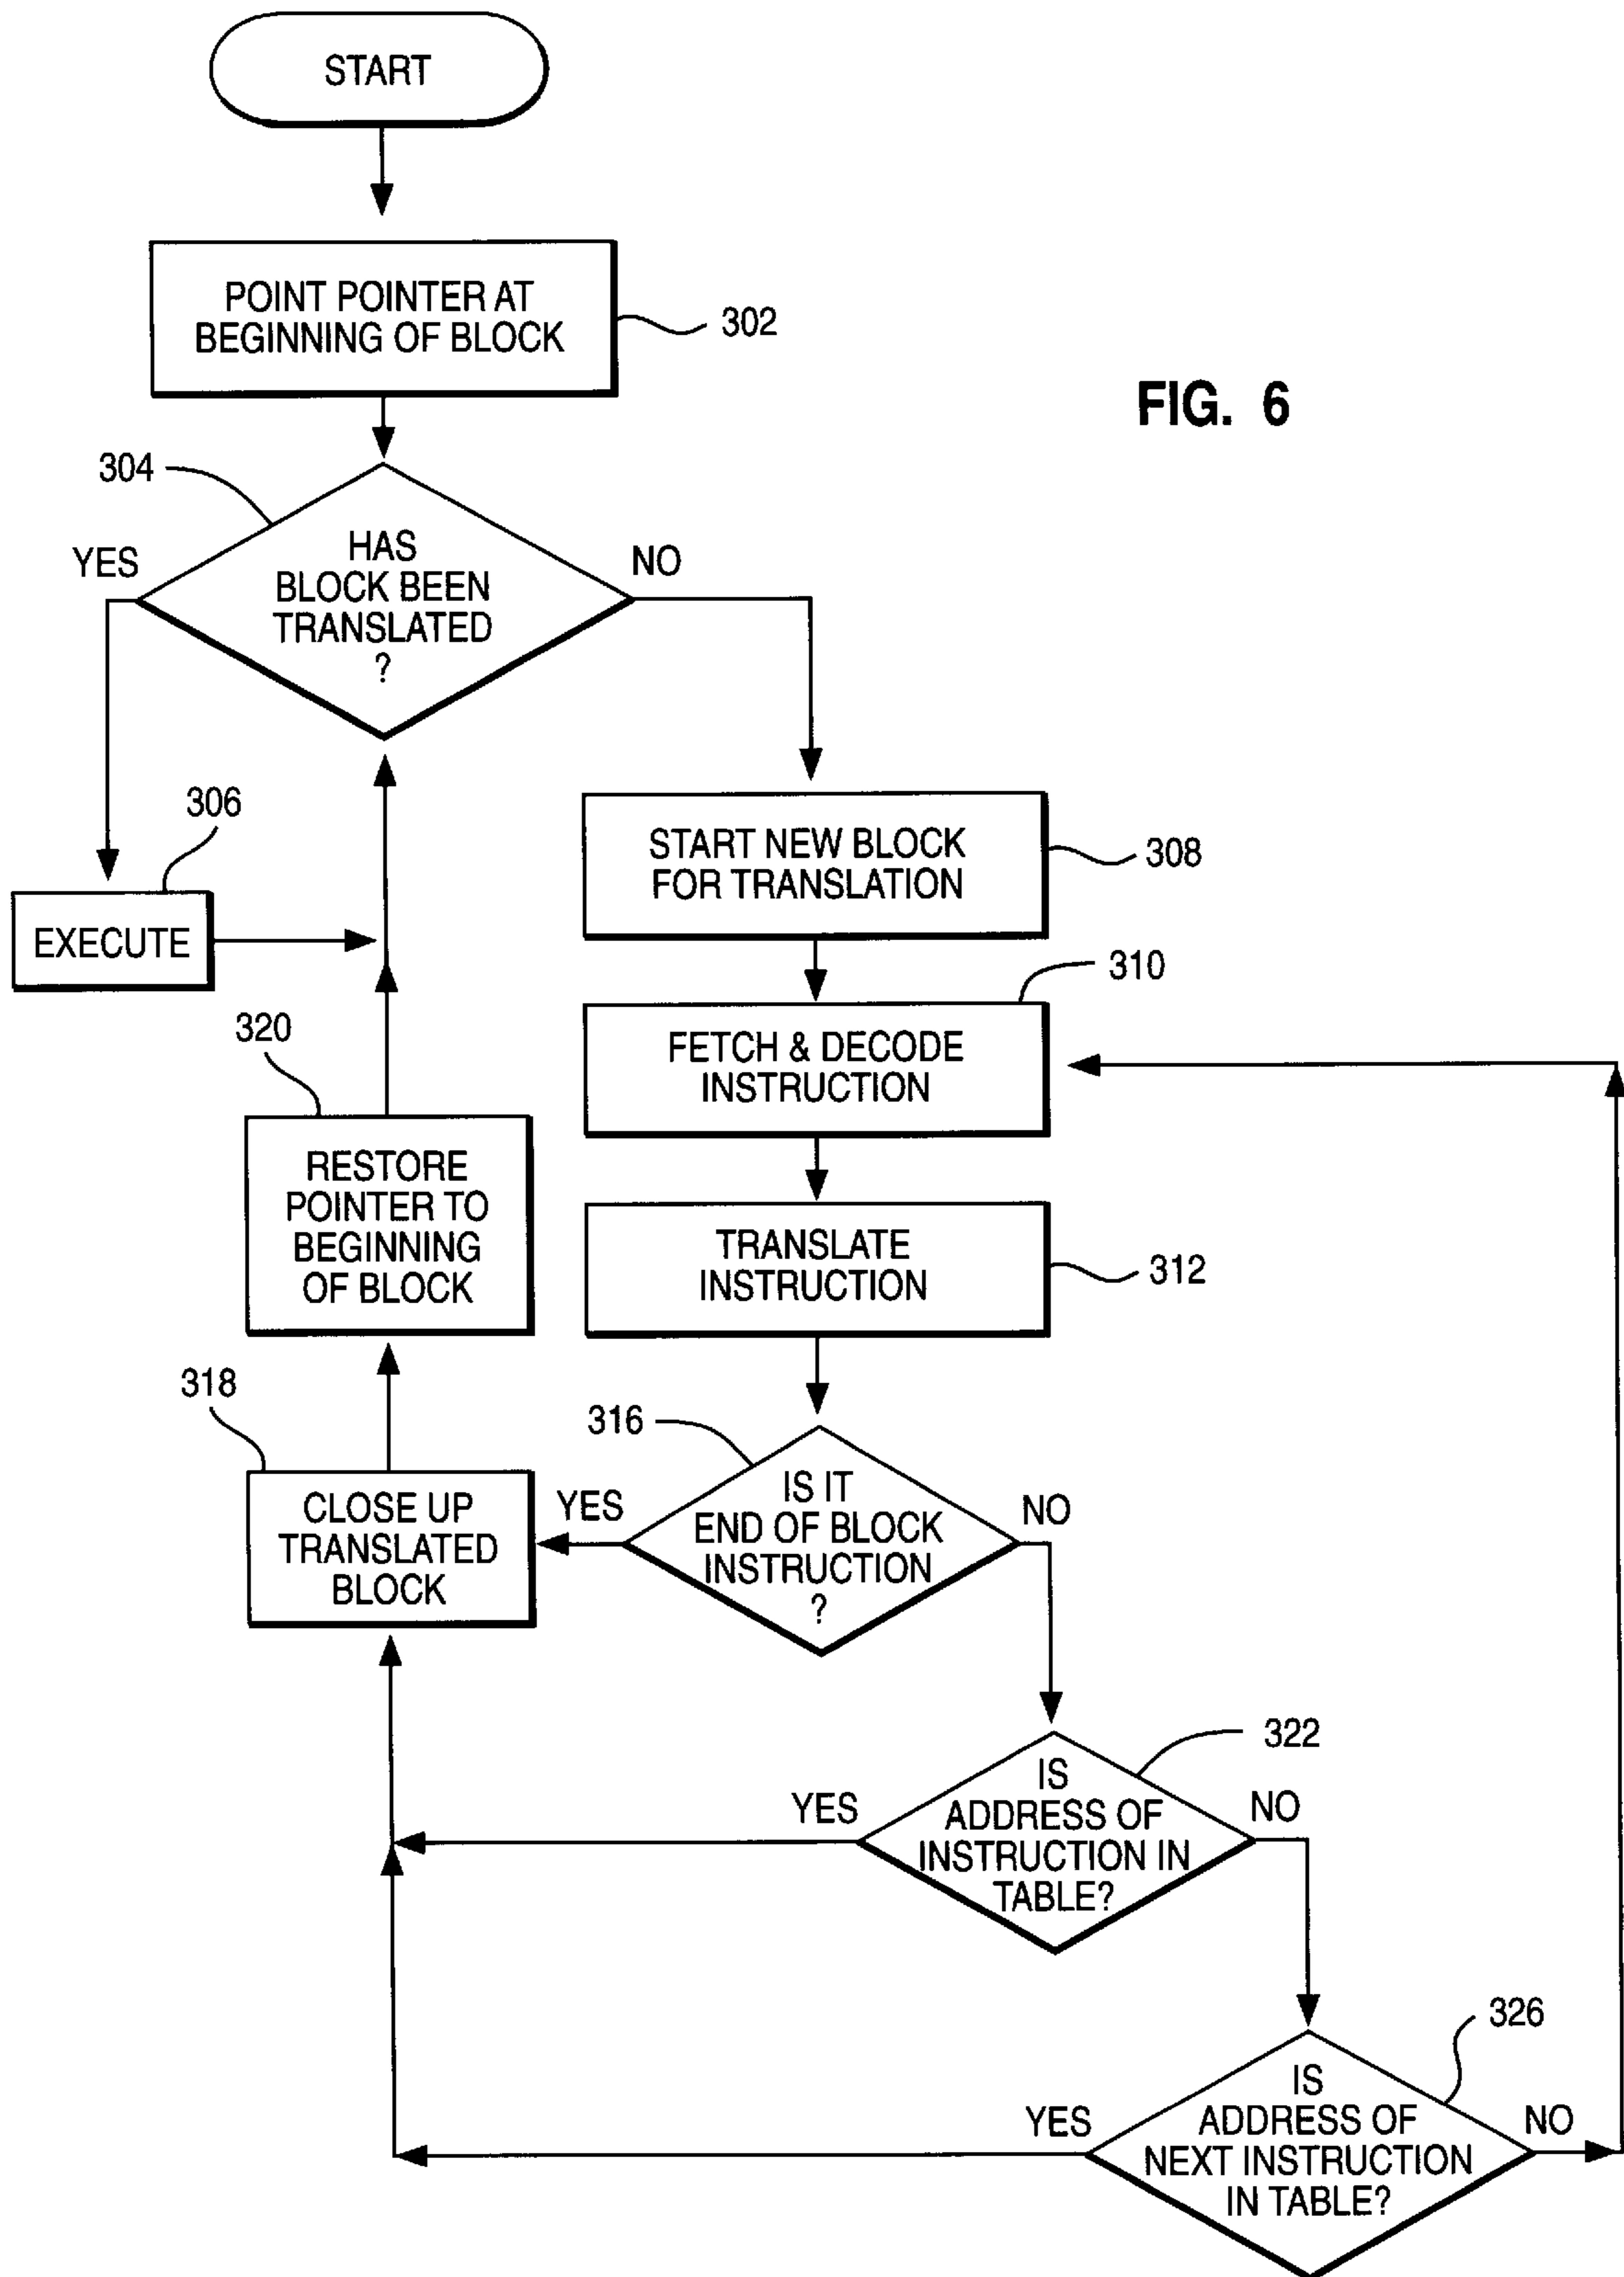 START
POINT POINTER AT
BEGINNING OF BLOCK
302
FIG. 6
304
YES
HAS
BLOCK BEEN
TRANSLATED
?
NO
306
EXECUTE
START NEW BLOCK
FOR TRANSLATION
308
310
FETCH & DECODE
INSTRUCTION
320
RESTORE
POINTER TO
BEGINNING
OF BLOCK
TRANSLATE
INSTRUCTION
312
318
CLOSE UP
TRANSLATED
BLOCK
316
YES
IS IT
END OF BLOCK
INSTRUCTION
?
NO
322
YES
IS
ADDRESS OF
INSTRUCTION IN
TABLE?
NO
326
YES
IS
ADDRESS OF
NEXT INSTRUCTION
IN TABLE?
NO